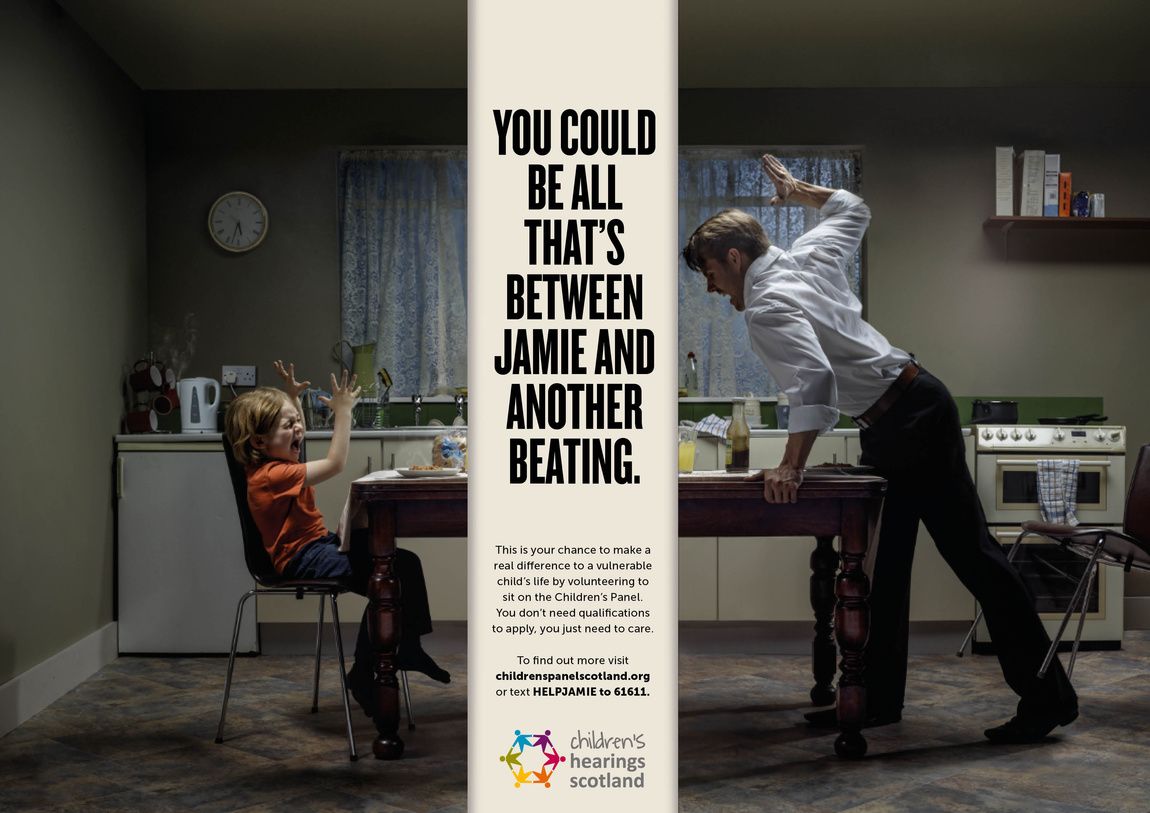 YOU COULD
BE ALL
THAT'S
BETWEEN
JAMIE AND
ANOTHER
BEATING.
This is your chance to make a
real difference to a vulnerable
child's life by volunteering to
sit on the Children's Panel.
You don't need qualifications
to apply, you just need to care.
To find out more visit
childrenspanelscotland.org
or text HELPJAMIE to 61611.
children's
hearings
scotland